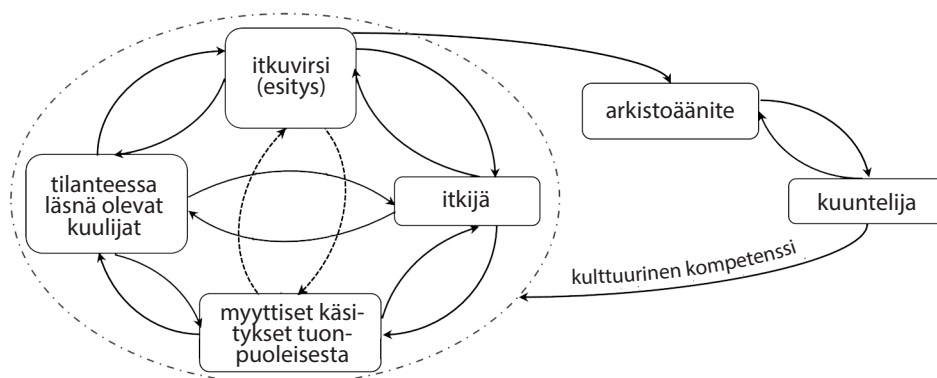 itkuvirsi
(esitys)
arkistoäänite
tilanteessa
läsnä olevat
kuulijat
itkijä
kuuntelija
kulttuurinen kompetenssi
myyttiset käsi-
tykset tuon-
puoleisesta